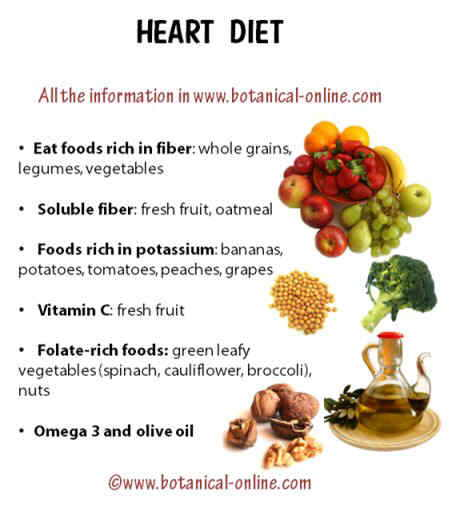 HEART DIET
All the information in www.botanical-online.com
• Eat foods rich in fiber: whole grains,
legumes, vegetables
• Soluble fiber: fresh fruit, oatmeal
• Foods rich in potassium: bananas,
potatoes, tomatoes, peaches, grapes
• Vitamin C: fresh fruit
• Folate-rich foods: green leafy
vegetables (spinach, cauliflower, broccoli),
nuts
• Omega 3 and olive oil
©www.botanical-online.com